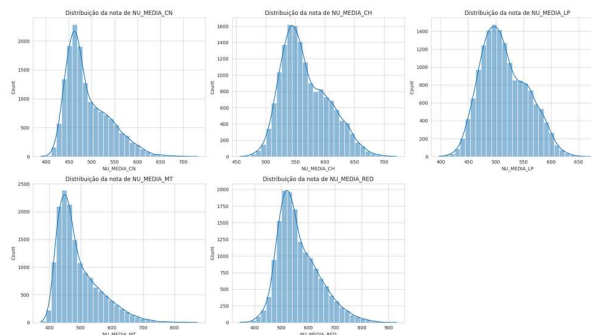 Distribuição da nota de NU_MEDIA_CN
Count
2000
1500
1000
500
0
400 450 500 550 600 650 700
NU_MEDIA_CN
Distribuição da nota de NU_MEDIA_CH
Count
1600
1400
1200
1000
800
600
400
200
0
450 500 550 600 650 700
NU_MEDIA_CH
Distribuição da nota de NU_MEDIA_LP
Count
1400
1200
1000
800
600
400
200
0
400 450 500 550 600 650
NU_MEDIA_LP
Distribuição da nota de NU_MEDIA_MT
Count
2500
2000
1500
1000
500
0
400 500 600 700 800
NU_MEDIA_MT
Distribuição da nota de NU_MEDIA_RED
Count
2000
1750
1500
1250
1000
750
500
250
0
400 500 600 700 800 900
NU_MEDIA_RED